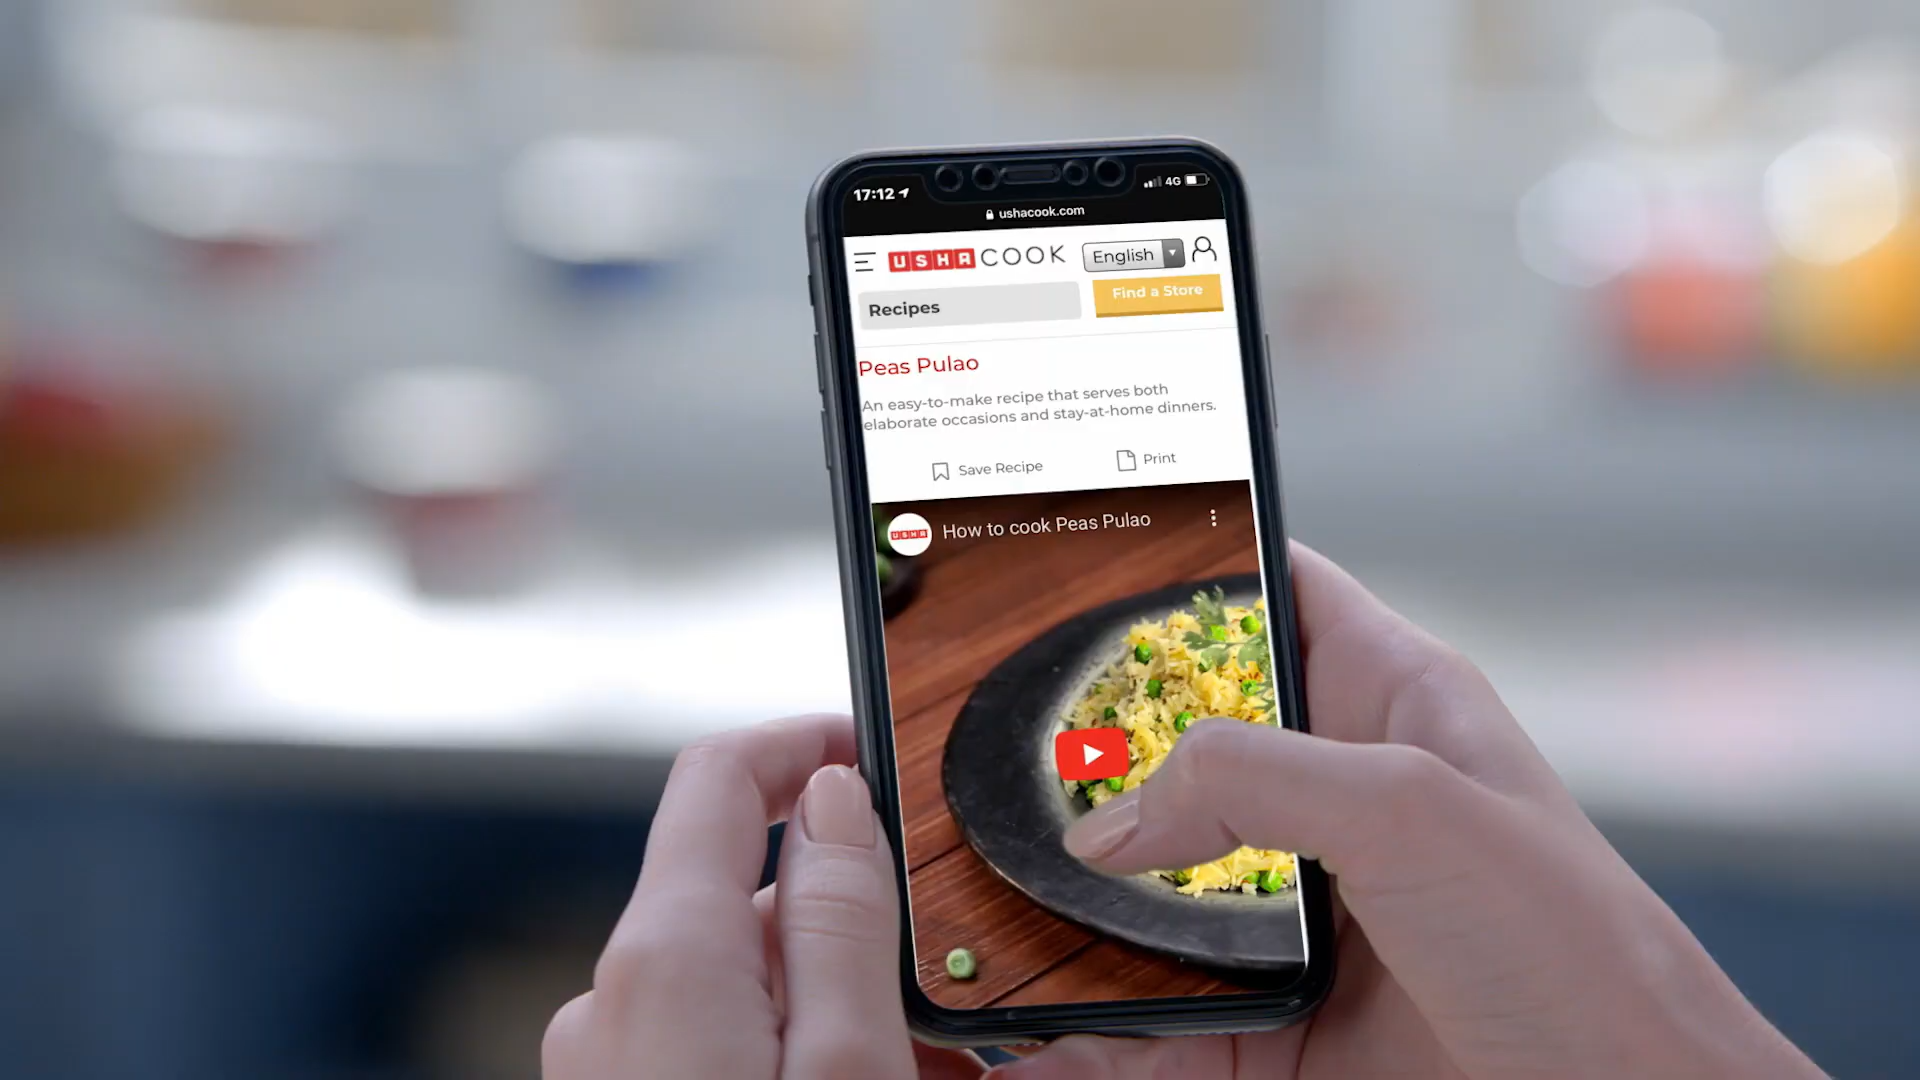 17:12
4G
ushacook.com
USHA COOK
English
Recipes
Find a Store
Peas Pulao
An easy-to-make recipe that serves both
elaborate occasions and stay-at-home dinners.
Save Recipe
Print
USHA
How to cook Peas Pulao